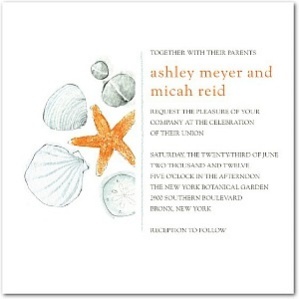 TOGETHER WITH THEIR PARENTS
ashley meyer and
micah reid
REQUEST THE PLEASURE OF YOUR
COMPANY AT THE CELEBRATION
OF THEIR UNION
SATURDAY, THE TWENTYTHIRD OF JUNE
TWO THOUSAND AND TWELVE
FIVE O'CLOCK IN THE AFTERNOON
THE NEW YORK BOTANICAL GARDEN
2900 SOUTHERN BOULEVARD
BRONX, NEW YORK
RECEPTION TO FOLLOW